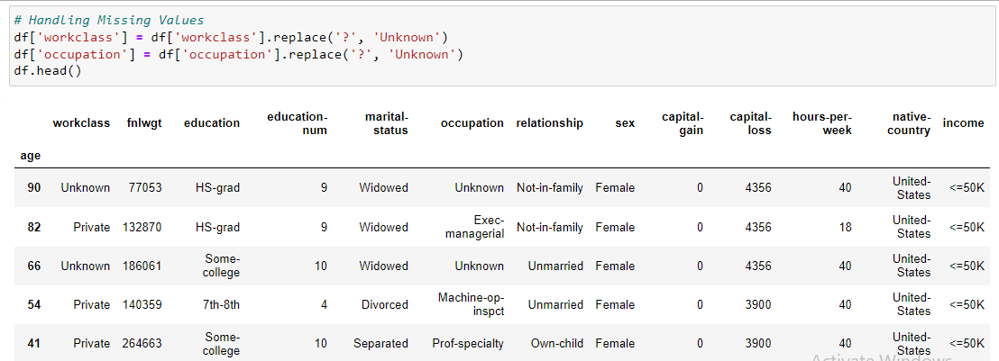 # Handling Missing Values
df['workclass'] = df['workclass'].replace('?', 'Unknown')
df['occupation'] = df['occupation'].replace('?', 'Unknown')
df.head()
workclass fnlwgt education education-num marital-status occupation relationship sex capital-gain capital-loss hours-per-week native-country income
age
90 Unknown 77053 HS-grad 9 Widowed Unknown Not-in-family Female 0 4356 40 United-States <=50K
82 Private 132870 HS-grad 9 Widowed Exec-managerial Not-in-family Female 0 4356 18 United-States <=50K
66 Unknown 186061 Some-college 10 Widowed Unknown Unmarried Female 0 4356 40 United-States <=50K
54 Private 140359 7th-8th 4 Divorced Machine-op-inspct Unmarried Female 0 3900 40 United-States <=50K
41 Private 264663 Some-college 10 Separated Prof-specialty Own-child Female 0 3900 40 United-States <=50K
Activate Windows